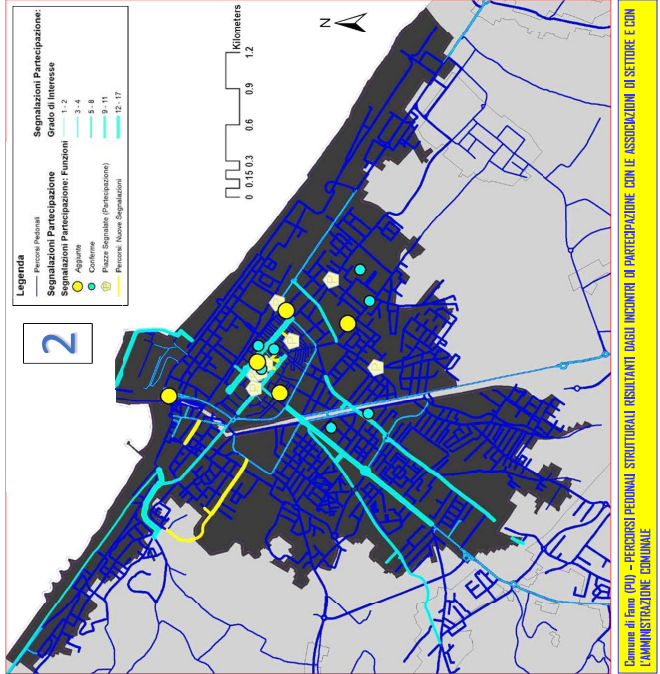 2
Legenda
Percorsi Pedonali
Segnalazioni Partecipazione
Segnalazioni Partecipazione: Funzioni
Aggiunte
Conferme
Piazze Segnalate (Partecipazione)
Percorsi: Nuove Segnalazioni
Segnalazioni Partecipazione:
Grado di Interesse
1 - 2
3 - 4
5 - 8
9 - 11
12 - 17
N
Kilometers
0 0.15 0.3 0.6 0.9 1.2
Comune di Fano (PU) – PERCORSI PEDONALI STRUTTURALI RISULTANTI DAGLI INCONTRI DI PARTECIPAZIONE CON LE ASSOCIAZIONI DI SETTORE E CON
L'AMMINISTRAZIONE COMUNALE